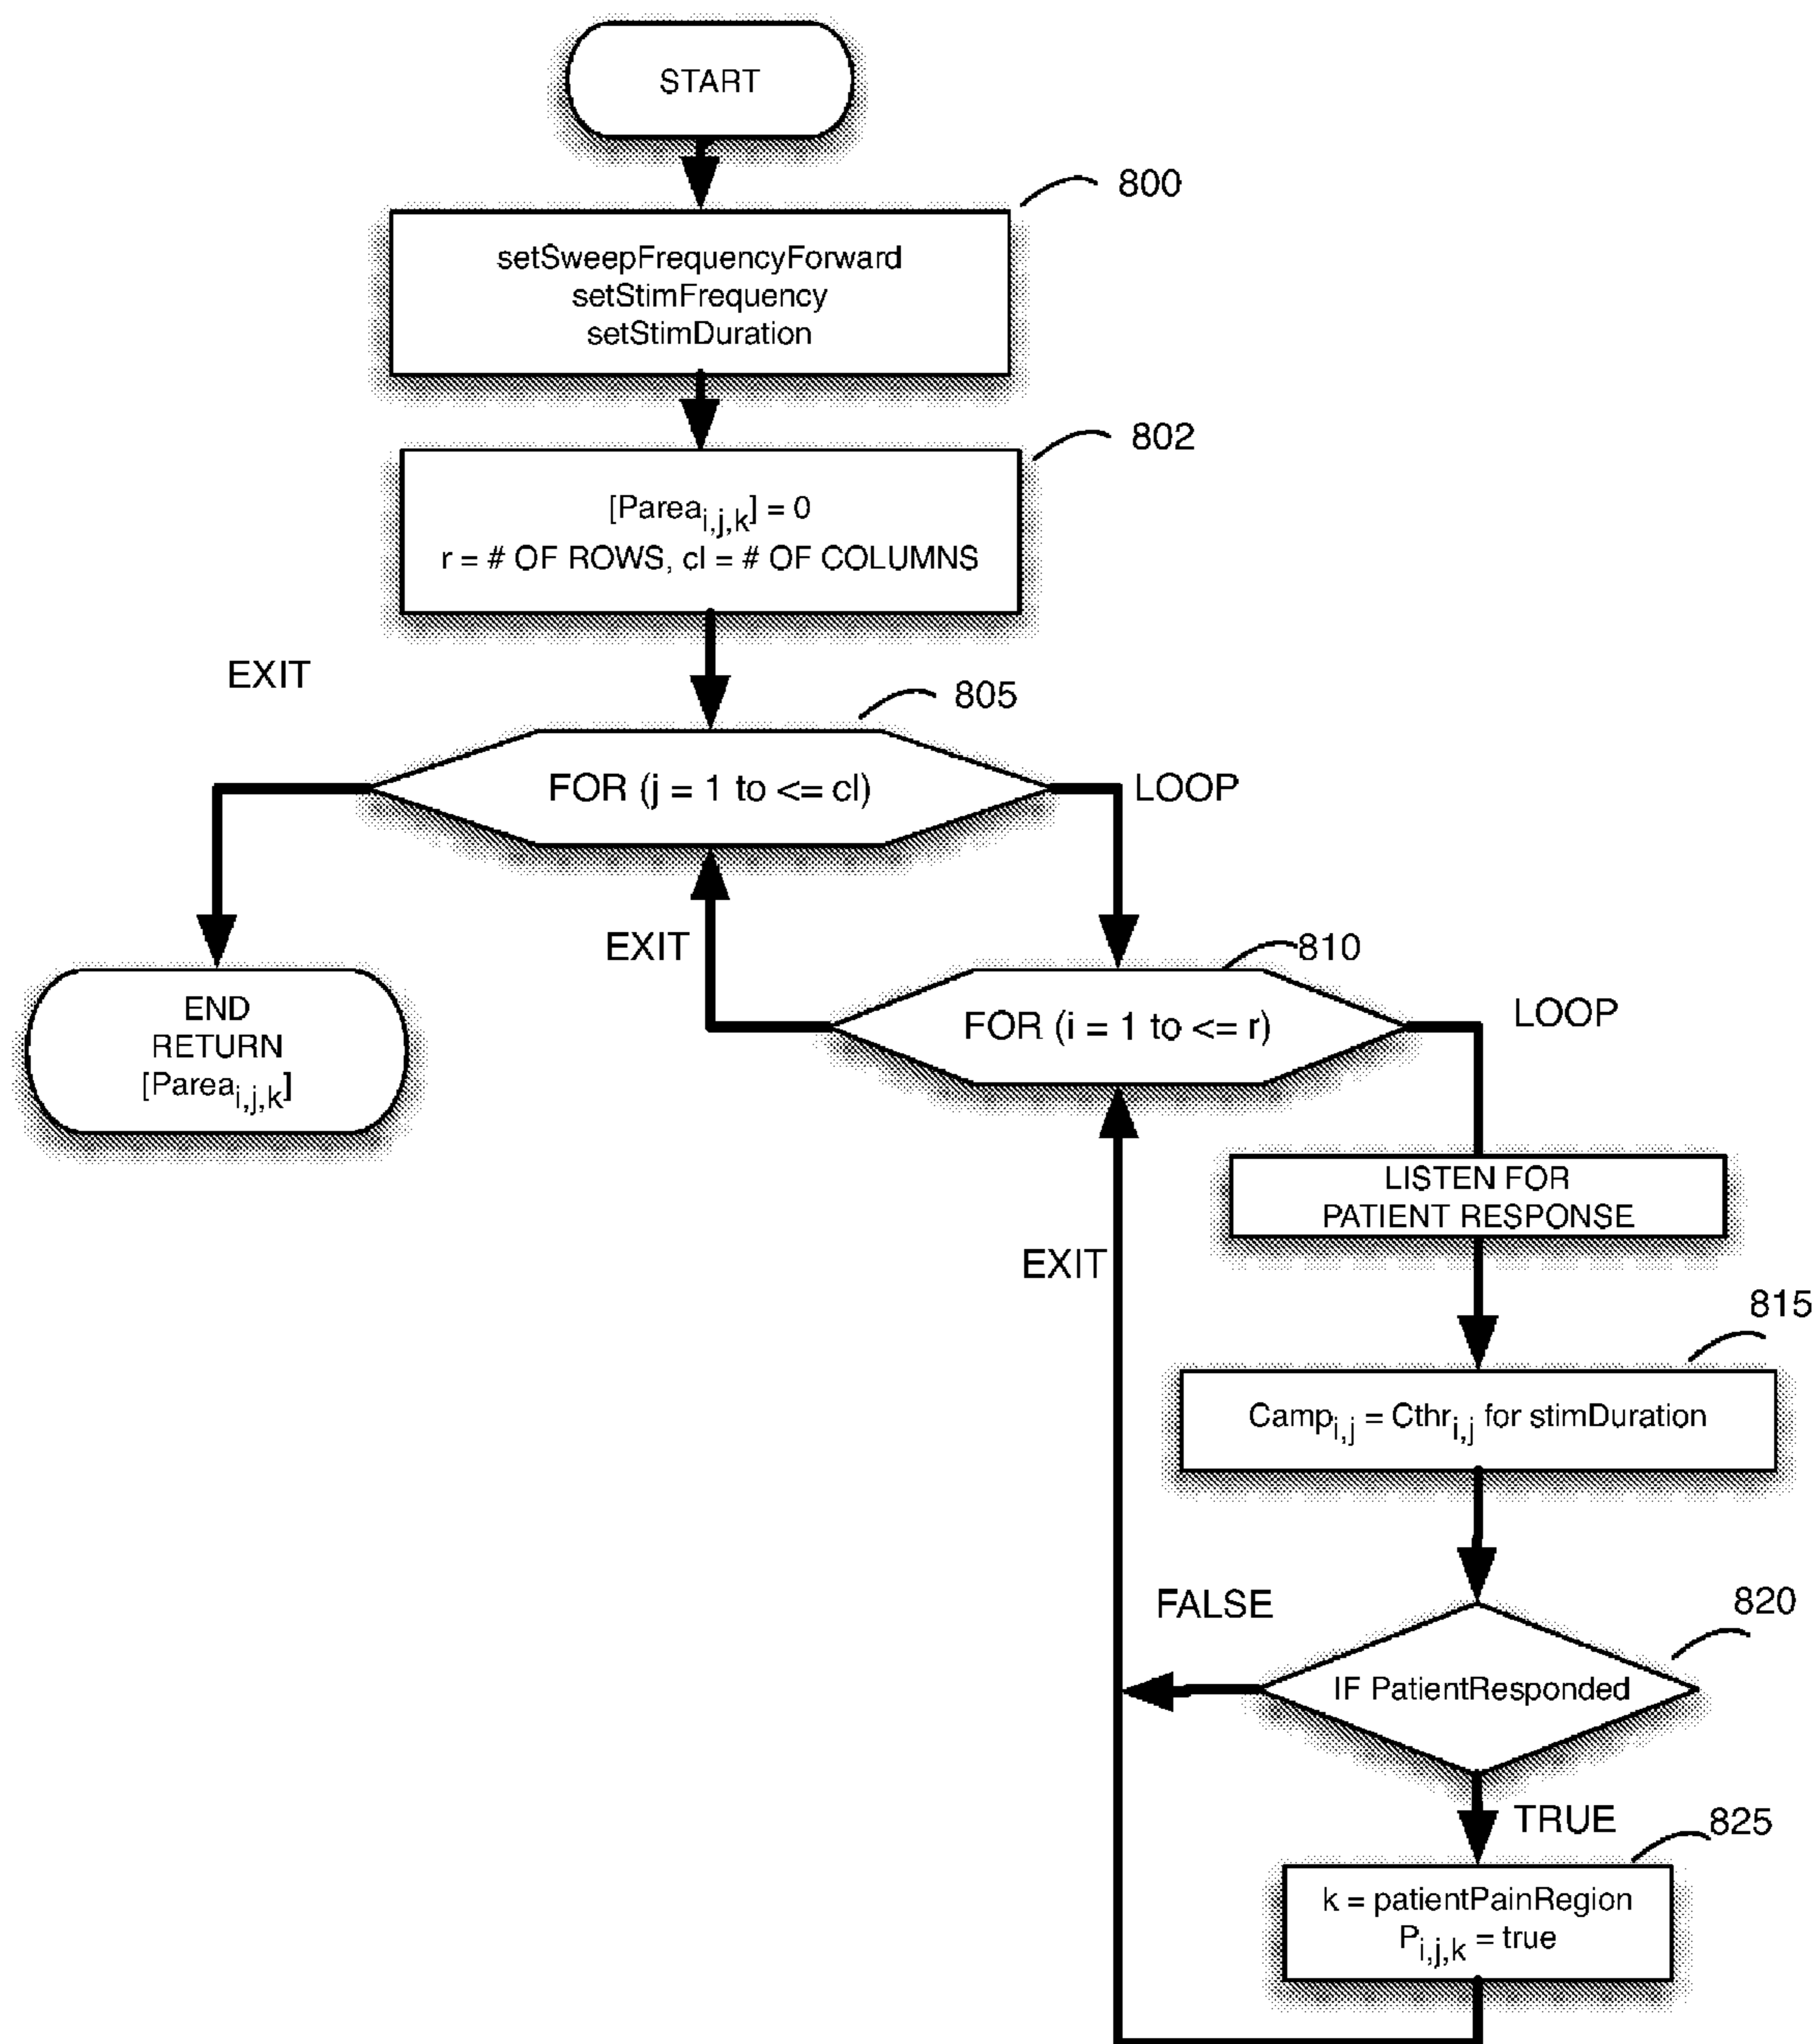 START
800
setSweepFrequencyForward
setStimFrequency
setStimDuration
802
[Parea_{i,j,k}] = 0
r = # OF ROWS, cl = # OF COLUMNS
EXIT
805
FOR (j = 1 to <= cl)
LOOP
EXIT
810
END
RETURN
[Parea_{i,j,k}]
FOR (i = 1 to <= r)
LOOP
LISTEN FOR
PATIENT RESPONSE
EXIT
815
Camp_{i,j} = Cthr_{i,j} for stimDuration
FALSE
820
IF PatientResponded
TRUE
825
k = patientPainRegion
P_{i,j,k} = true